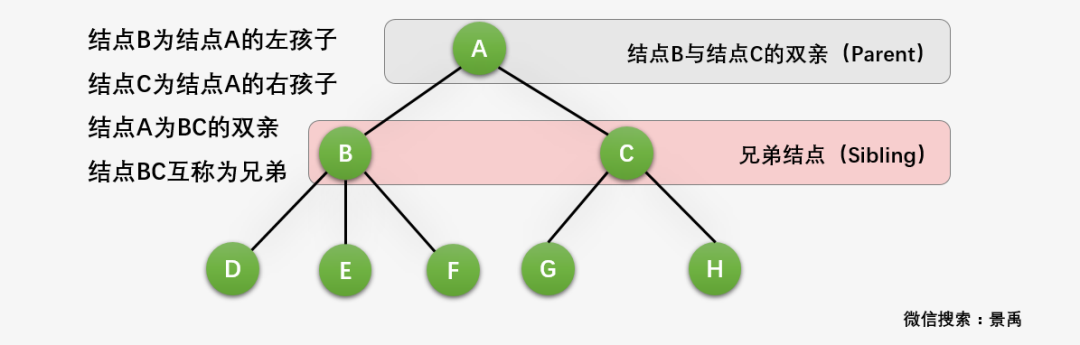 结点B为结点A的左孩子
结点C为结点A的右孩子
结点A为BC的双亲
结点BC互称为兄弟
A
结点B与结点C的双亲（Parent）
B
C
兄弟结点（Sibling）
D
E
F
G
H
微信搜索：景禹